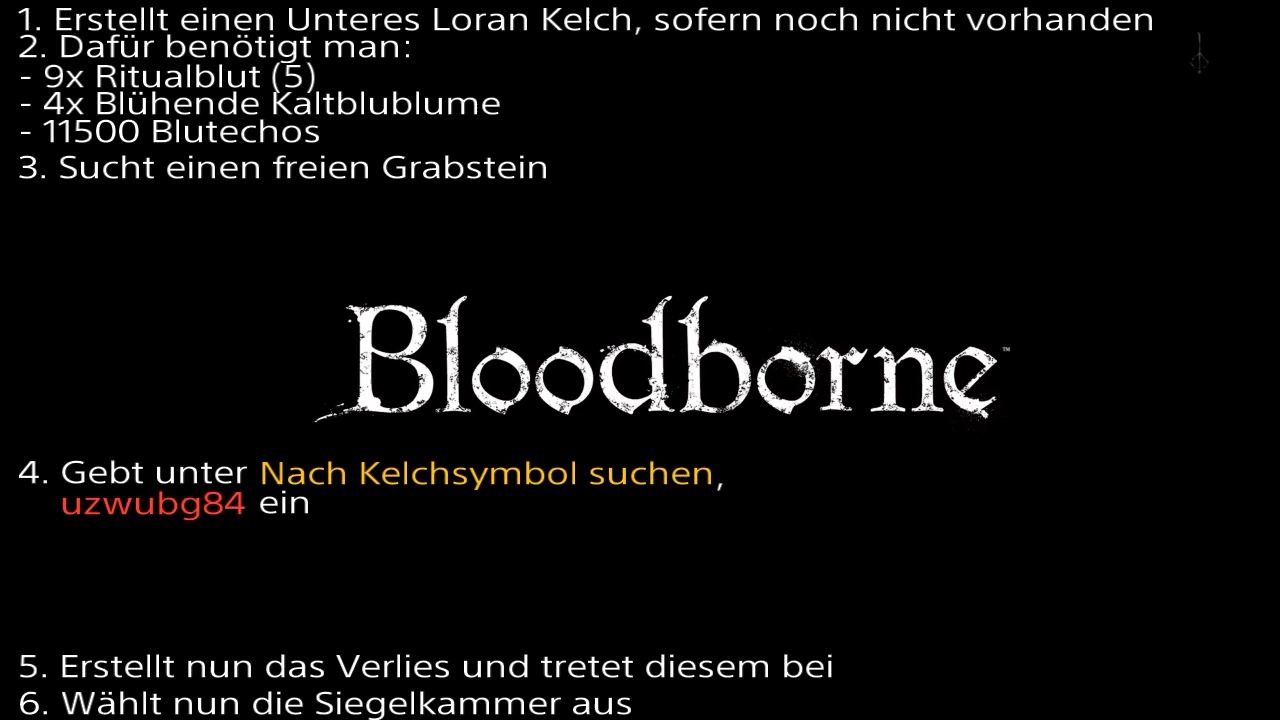 1. Erstellt einen Unteres Loran Kelch, sofern noch nicht vorhanden
2. Dafür benötigt man:
- 9x Ritualblut (5)
- 4x Blühende Kaltblublume
- 11500 Blutechos
3. Sucht einen freien Grabstein
Bloodborne™
4. Gebt unter Nach Kelchsymbol suchen,
uzwubg84 ein
5. Erstellt nun das Verlies und tretet diesem bei
6. Wählt nun die Siegelkammer aus